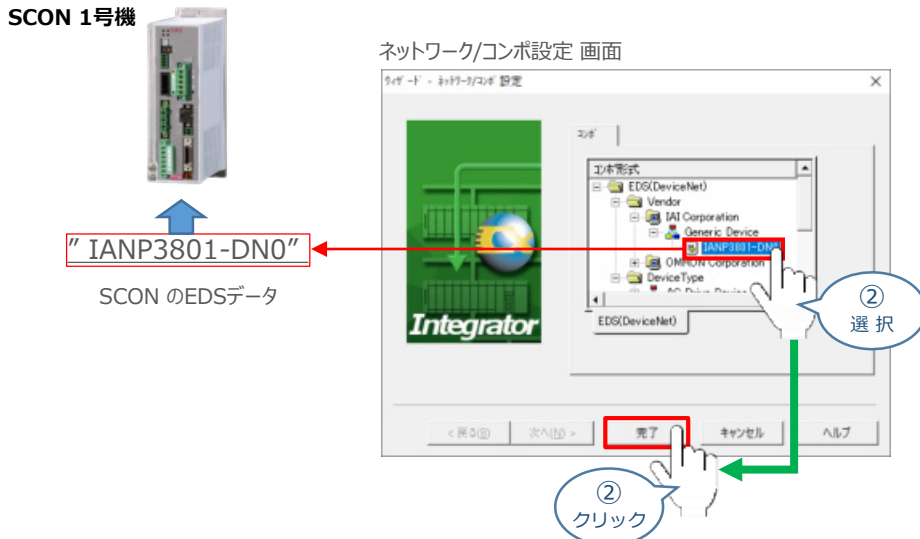 SCON 1号機
ネットワーク/コンポ設定 画面
ウィザード - ネットワーク/コンポ 設定
コンポ
コンポ形式
EDS(DeviceNet)
Vendor
IAI Corporation
Generic Device
IANP3801-DN0
OMRON Corporation
DeviceType
AC Drive Device
EDS(DeviceNet)
Integrator
” IANP3801-DN0”
SCON のEDSデータ
②
選 択
< 戻る(B)
次へ(N) >
完了
キャンセル
ヘルプ
②
クリック